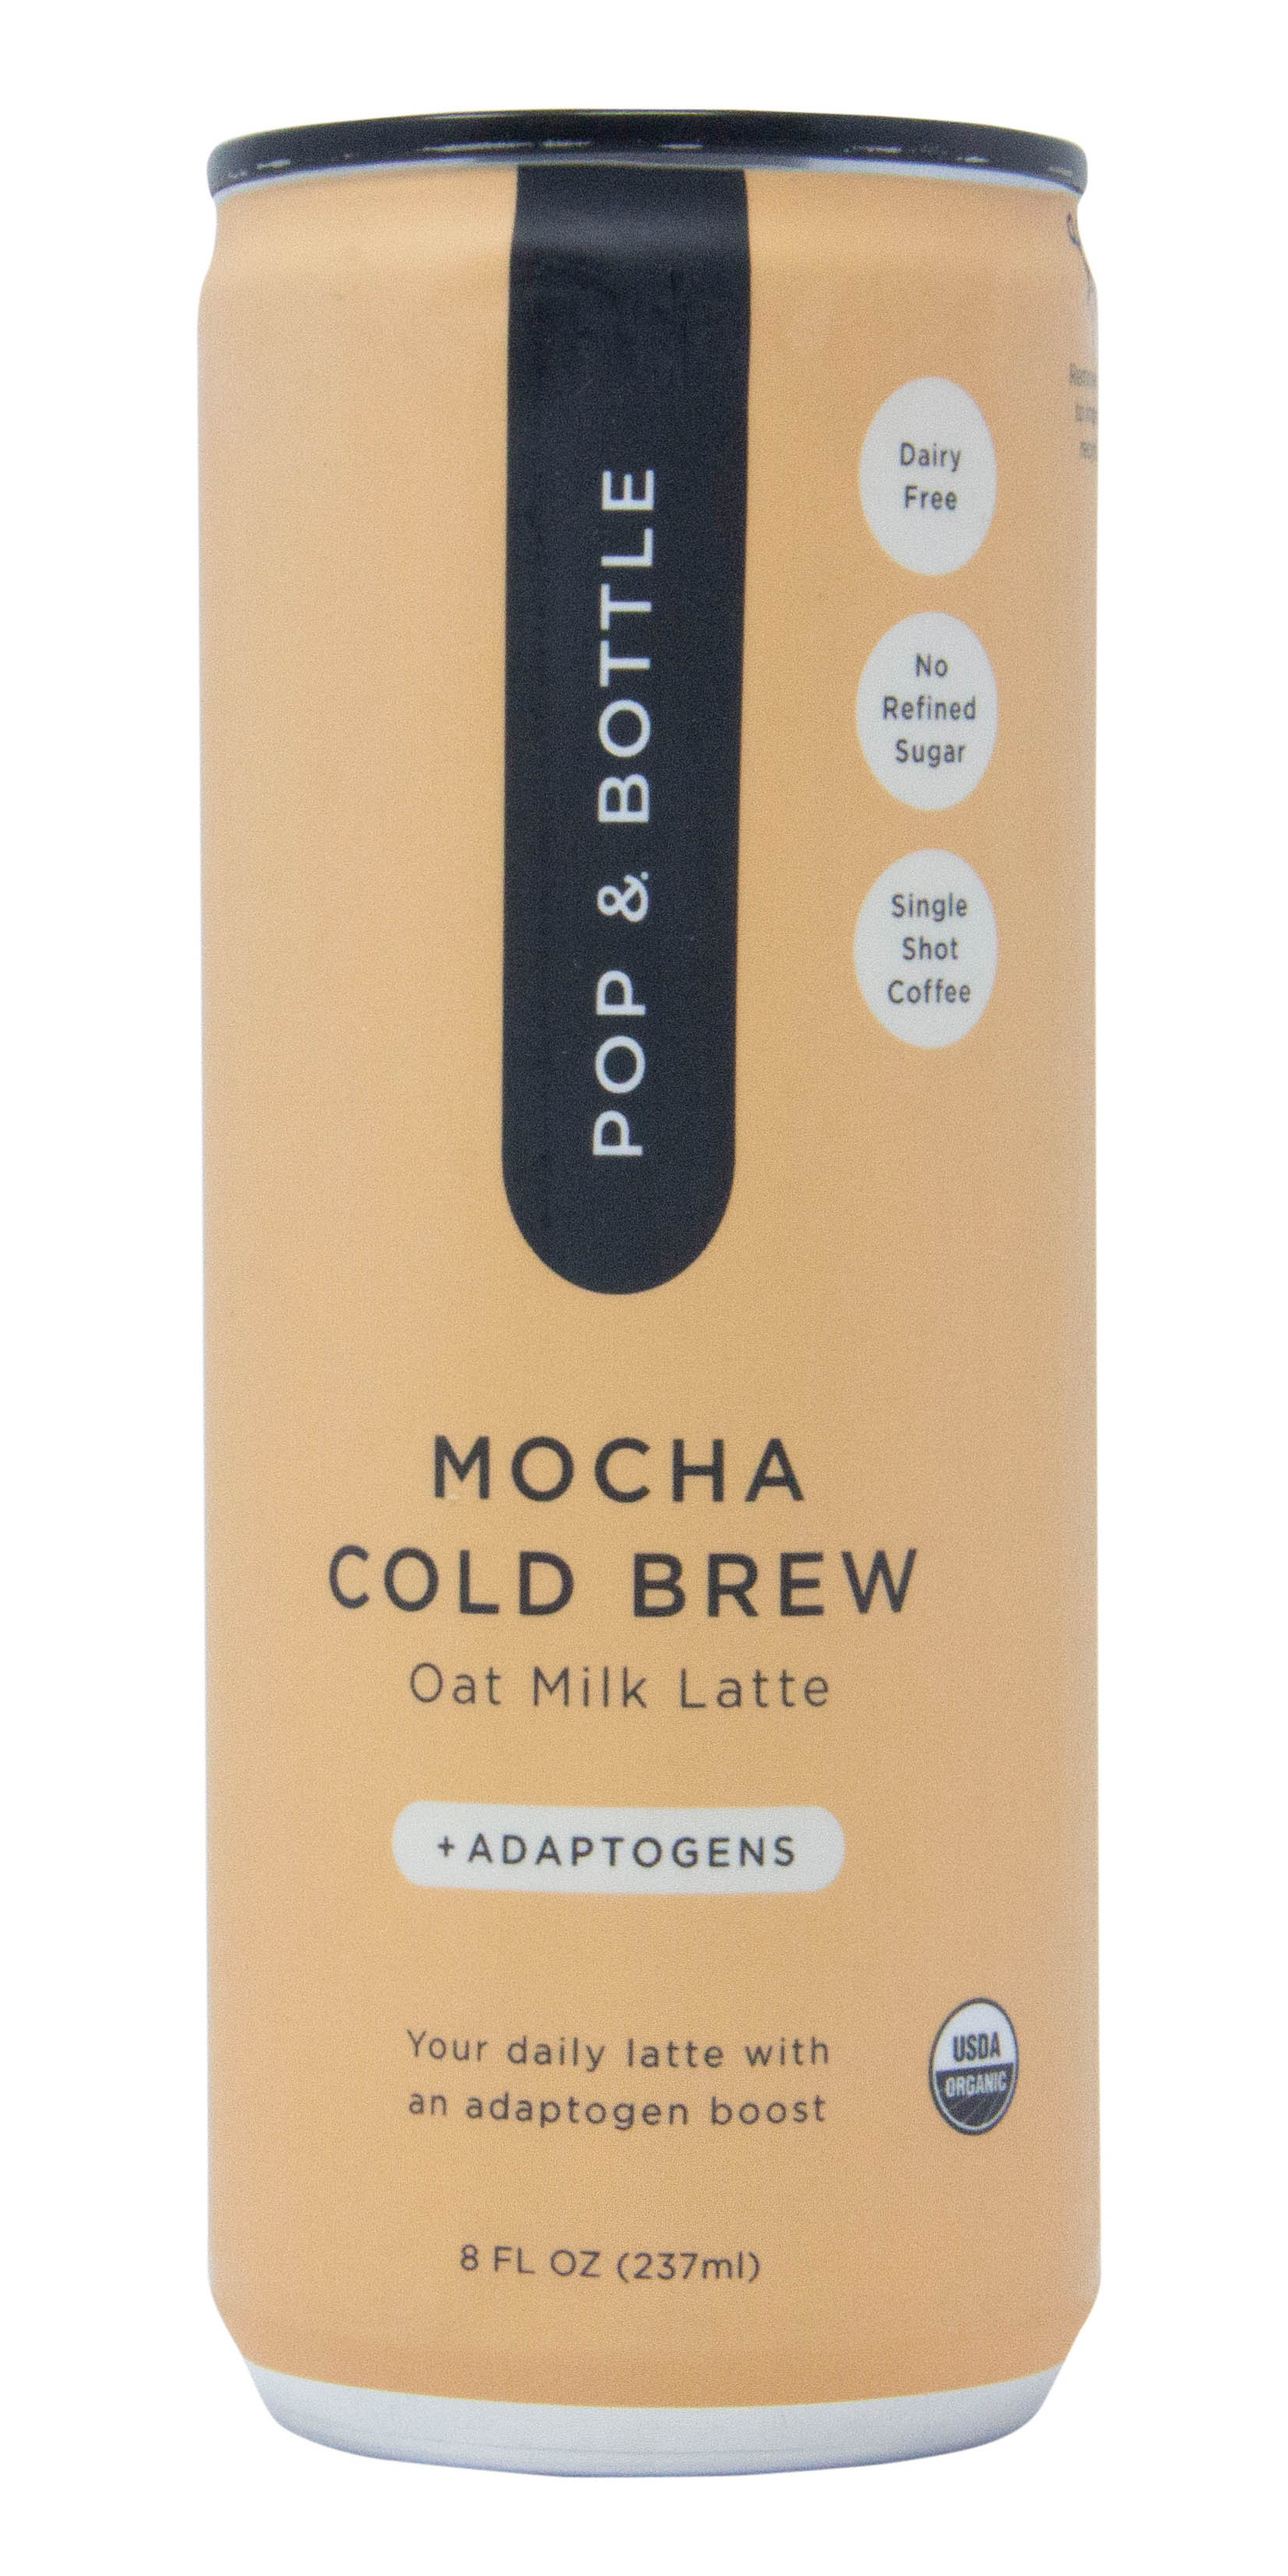 POP & BOTTLE
Dairy
Free
No
Refined
Sugar
Single
Shot
Coffee
MOCHA
COLD BREW
Oat Milk Latte
+ADAPTOGENS
Your daily latte with
an adaptogen boost
USDA
ORGANIC
8 FL OZ (237ml)